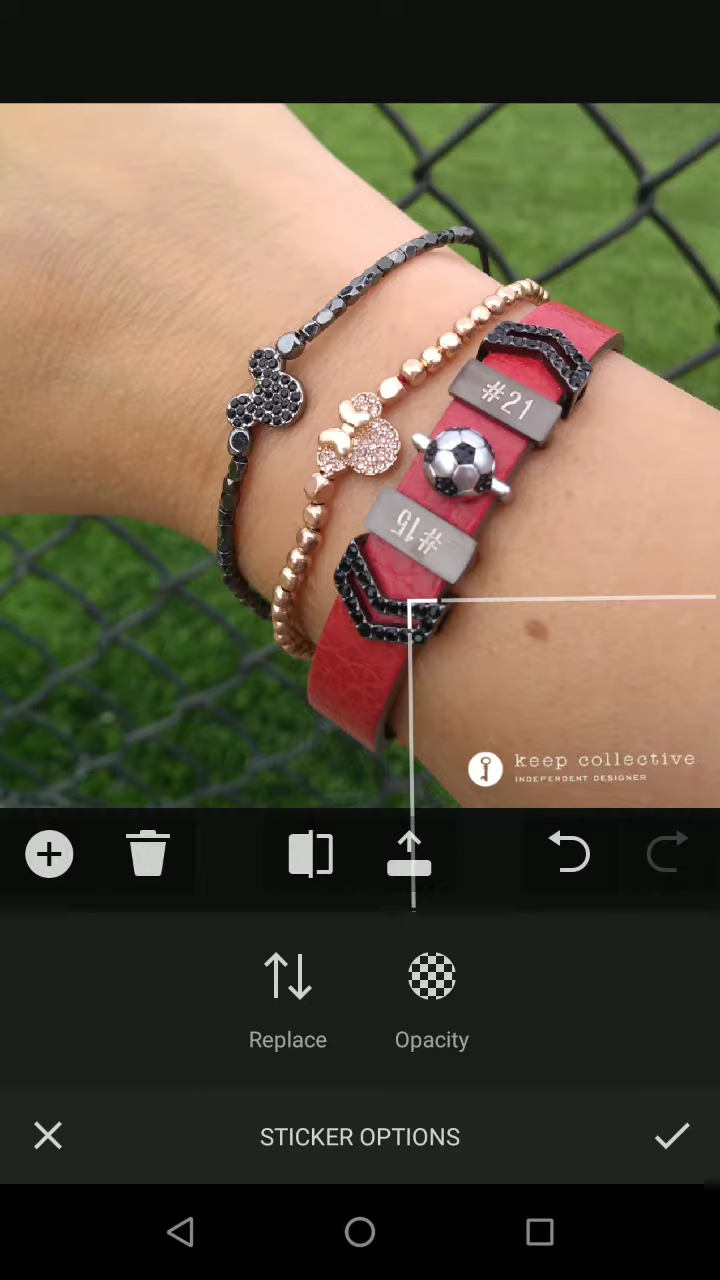 #21
#15
keep collective
INDEPENDENT DESIGNER
Replace
Opacity
STICKER OPTIONS